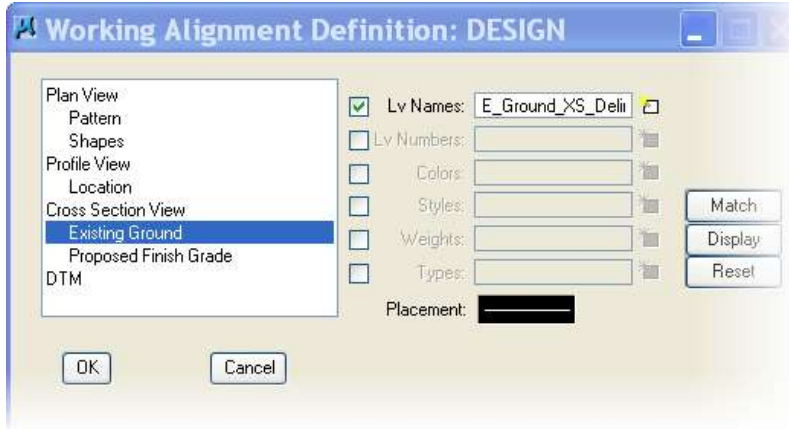 Working Alignment Definition: DESIGN
Plan View
Pattern
Shapes
Profile View
Location
Cross Section View
Existing Ground
Proposed Finish Grade
DTM
Lv Names: E_Ground_XS_Deli
Lv Numbers:
Colors:
Styles:
Weights:
Types:
Placement:
Match
Display
Reset
OK Cancel